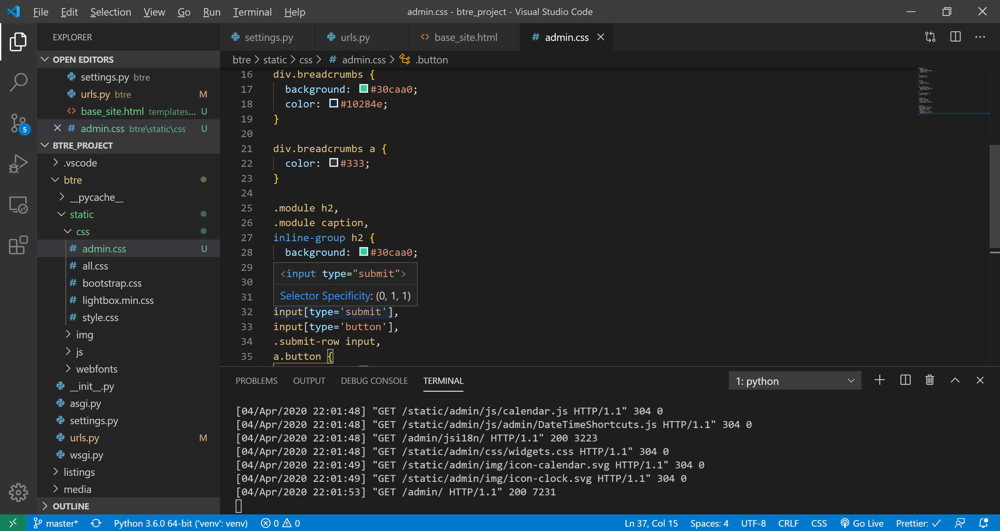 File Edit Selection View Go Run Terminal Help
admin.css - btre_project - Visual Studio Code
EXPLORER
OPEN EDITORS
settings.py btre
urls.py btre M
base_site.html templates... U
admin.css btre\static\css U
BTRE_PROJECT
.vscode
btre
__pycache__
static
css
admin.css U
all.css
bootstrap.css
lightbox.min.css
style.css
img
js
webfonts
__init__.py
asgi.py
settings.py
urls.py M
wsgi.py
listings
media
OUTLINE
5
settings.py urls.py base_site.html admin.css
btre > static > css > # admin.css > .button
16 div.breadcrumbs {
17 background: #30caa0;
18 color: #10284e;
19 }
20
21 div.breadcrumbs a {
22 color: #333;
23 }
24
25 .module h2,
26 .module caption,
27 inline-group h2 {
28 background: #30caa0;
29 <input type="submit">
30
31 Selector Specificity: (0, 1, 1)
32 input[type='submit'],
33 input[type='button'],
34 .submit-row input,
35 a.button {
PROBLEMS OUTPUT DEBUG CONSOLE TERMINAL 1: python
[04/Apr/2020 22:01:48] "GET /static/admin/js/calendar.js HTTP/1.1" 304 0
[04/Apr/2020 22:01:48] "GET /static/admin/js/admin/DateTimeShortcuts.js HTTP/1.1" 304 0
[04/Apr/2020 22:01:48] "GET /admin/jsi18n/ HTTP/1.1" 200 3223
[04/Apr/2020 22:01:48] "GET /static/admin/css/widgets.css HTTP/1.1" 304 0
[04/Apr/2020 22:01:49] "GET /static/admin/img/icon-calendar.svg HTTP/1.1" 304 0
[04/Apr/2020 22:01:49] "GET /static/admin/img/icon-clock.svg HTTP/1.1" 304 0
[04/Apr/2020 22:01:53] "GET /admin/ HTTP/1.1" 200 7231
master* Python 3.6.0 64-bit ('venv': venv) 0 0 Ln 37, Col 15 Spaces: 4 UTF-8 CRLF CSS Go Live Prettier: ✓